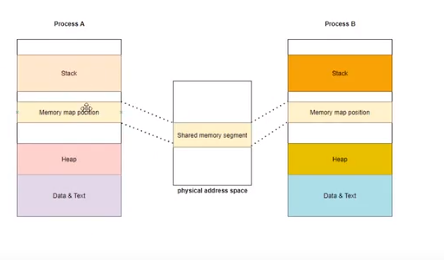 Process A
Process B
Stack
Stack
Memory map position
Shared memory segment
Memory map position
Heap
Heap
Data & Text
physical address space
Data & Text